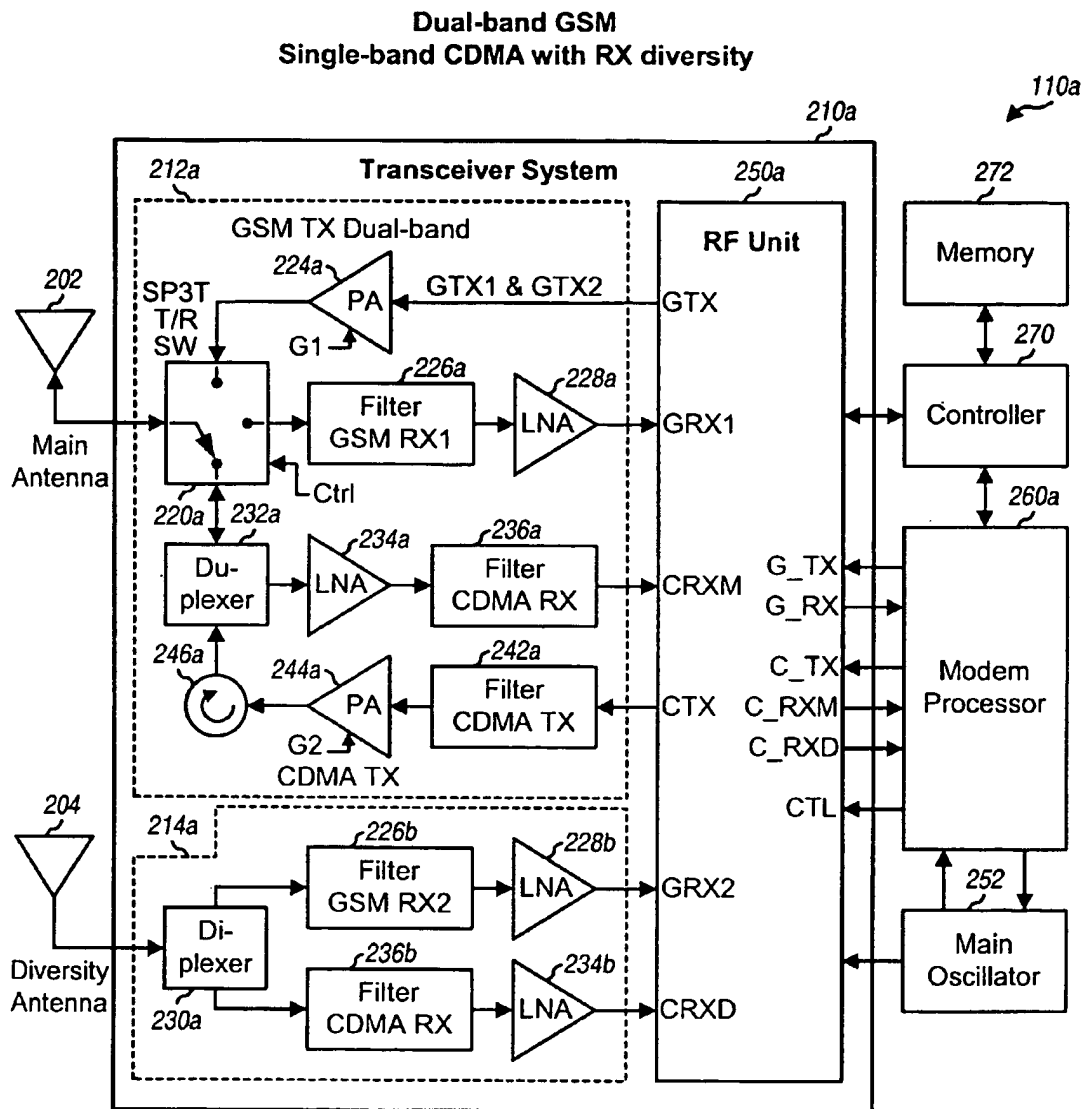 Dual-band GSM
Single-band CDMA with RX diversity
110a
210a
Transceiver System
212a
250a
272
GSM TX Dual-band
RF Unit
Memory
224a
202
SP3T
T/R
SW
PA
GTX1 & GTX2
GTX
G1
270
226a
228a
Filter
GSM RX1
LNA
GRX1
Controller
Main
Antenna
Ctrl
220a
232a
260a
234a
236a
Du-
plexer
LNA
Filter
CDMA RX
CRXM
G_TX
G_RX
246a
244a
242a
C_TX
Modem
Processor
PA
Filter
CDMA TX
CTX
C_RXM
G2
C_RXD
CDMA TX
204
CTL
214a
226b
228b
Filter
GSM RX2
LNA
GRX2
252
Di-
plexer
Main
Oscillator
Diversity
Antenna
236b
234b
230a
Filter
CDMA RX
LNA
CRXD